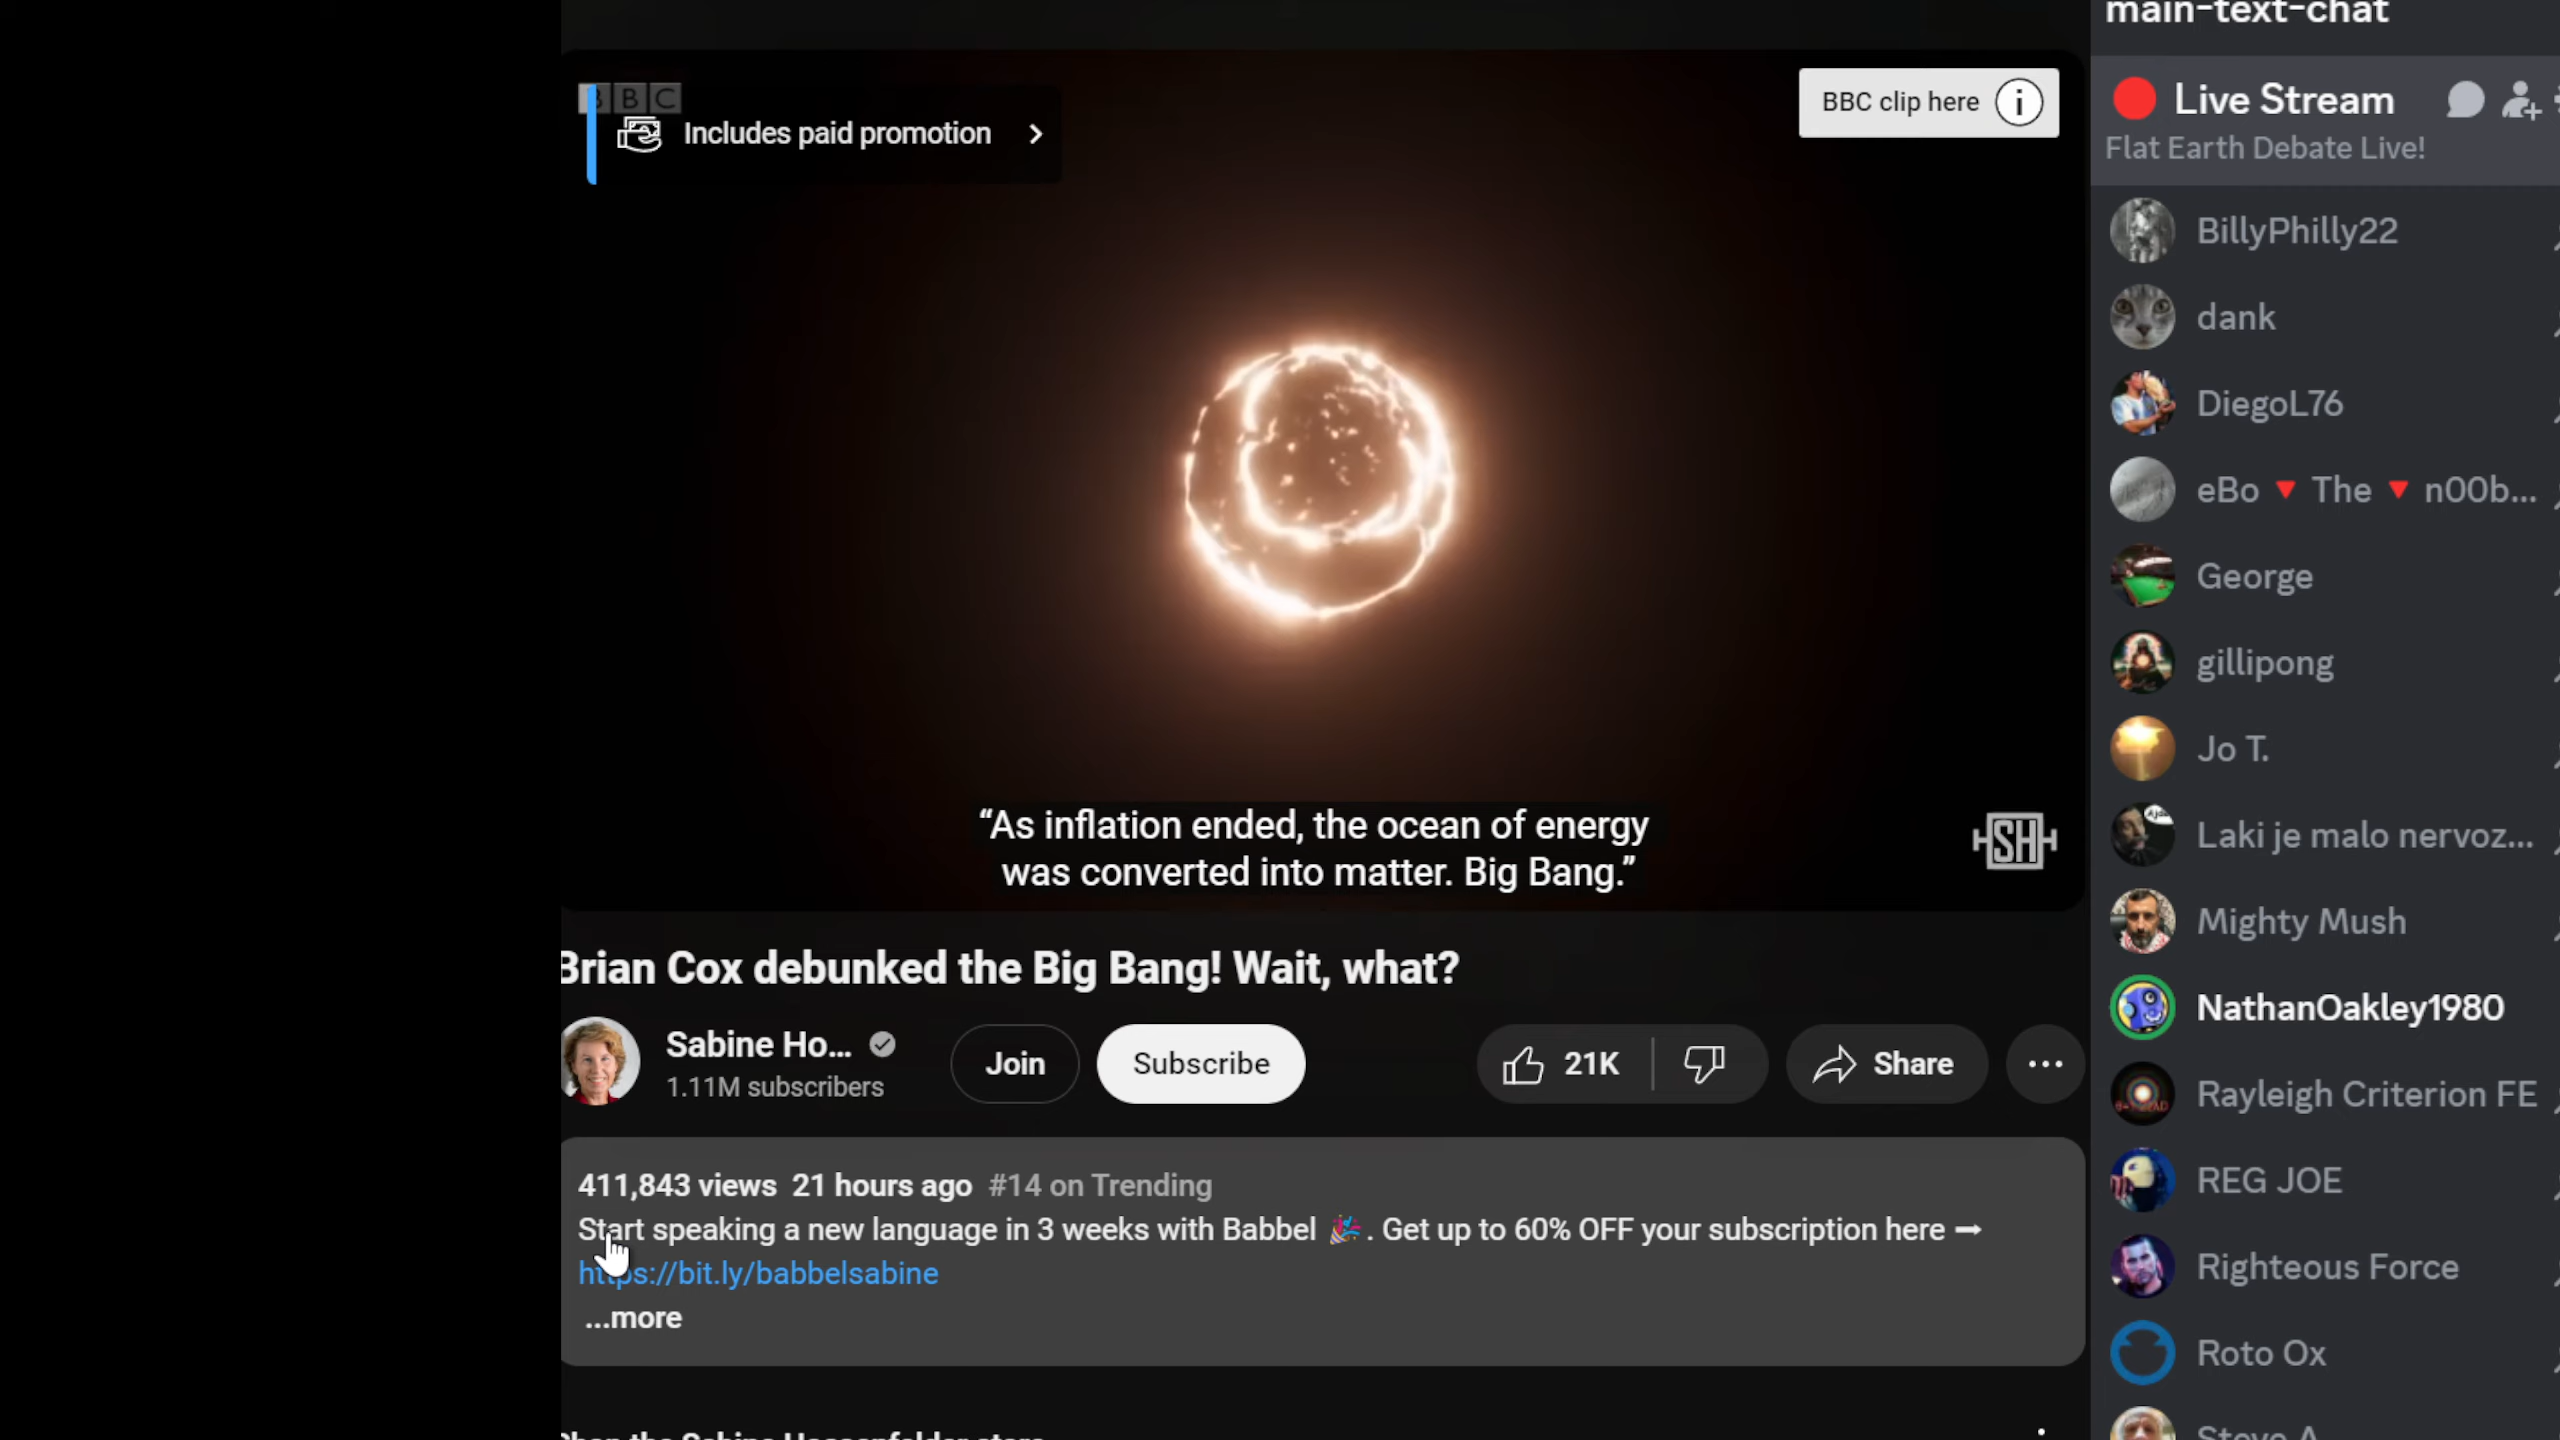 main-text-chat
BBC
Includes paid promotion
BBC clip here
“As inflation ended, the ocean of energy
was converted into matter. Big Bang.”
SH
Brian Cox debunked the Big Bang! Wait, what?
Sabine Ho...
1.11M subscribers
Join
Subscribe
21K
Share
411,843 views 21 hours ago #14 on Trending
Start speaking a new language in 3 weeks with Babbel 🎉. Get up to 60% OFF your subscription here ➞
https://bit.ly/babbelsabine
...more
Live Stream
Flat Earth Debate Live!
BillyPhilly22
dank
DiegoL76
eBo 🔻 The 🔻 n00b...
George
gillipong
Jo T.
Laki je malo nervoz...
Mighty Mush
NathanOakley1980
Rayleigh Criterion FE
REG JOE
Righteous Force
Roto Ox